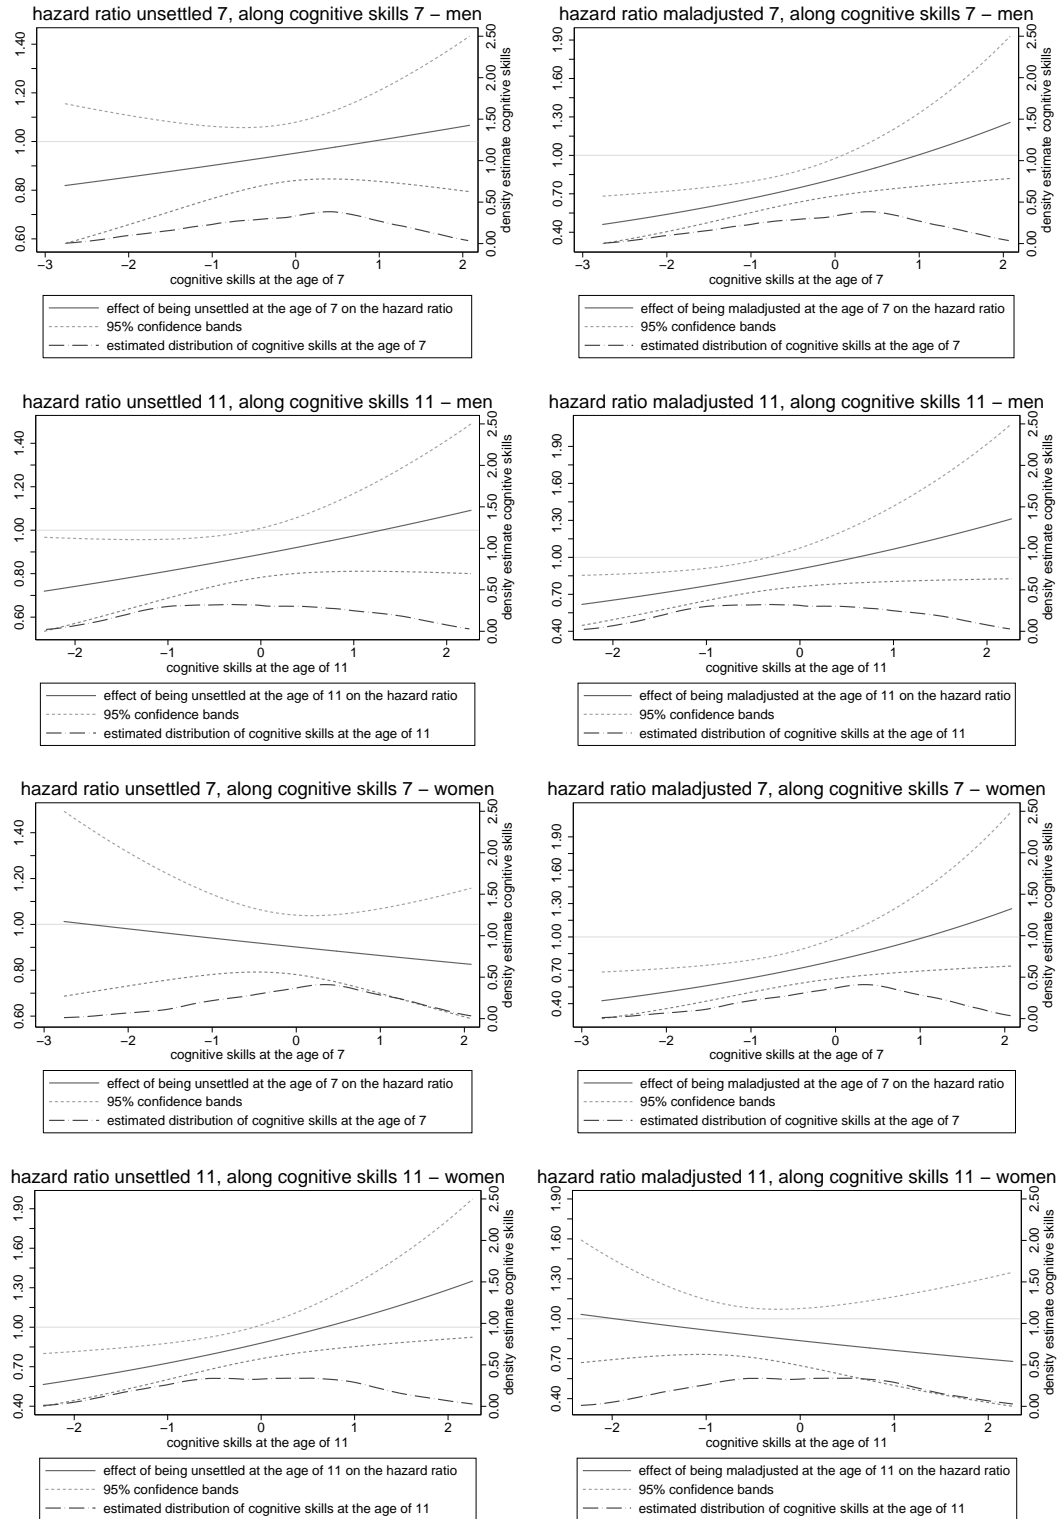 hazard ratio unsettled 7, along cognitive skills 7 – men
1.40
1.20
1.00
0.80
0.60
2.50
2.00
1.50
1.00
0.50
0.00
density estimate cognitive skills
−3 −2 −1 0 1 2
cognitive skills at the age of 7
effect of being unsettled at the age of 7 on the hazard ratio
95% confidence bands
estimated distribution of cognitive skills at the age of 7
hazard ratio maladjusted 7, along cognitive skills 7 – men
1.90
1.60
1.30
1.00
0.70
0.40
2.50
2.00
1.50
1.00
0.50
0.00
density estimate cognitive skills
−3 −2 −1 0 1 2
cognitive skills at the age of 7
effect of being maladjusted at the age of 7 on the hazard ratio
95% confidence bands
estimated distribution of cognitive skills at the age of 7
hazard ratio unsettled 11, along cognitive skills 11 – men
1.40
1.20
1.00
0.80
0.60
2.50
2.00
1.50
1.00
0.50
0.00
density estimate cognitive skills
−2 −1 0 1 2
cognitive skills at the age of 11
effect of being unsettled at the age of 11 on the hazard ratio
95% confidence bands
estimated distribution of cognitive skills at the age of 11
hazard ratio maladjusted 11, along cognitive skills 11 – men
1.90
1.60
1.30
1.00
0.70
0.40
2.50
2.00
1.50
1.00
0.50
0.00
density estimate cognitive skills
−2 −1 0 1 2
cognitive skills at the age of 11
effect of being maladjusted at the age of 11 on the hazard ratio
95% confidence bands
estimated distribution of cognitive skills at the age of 11
hazard ratio unsettled 7, along cognitive skills 7 – women
1.40
1.20
1.00
0.80
0.60
2.50
2.00
1.50
1.00
0.50
0.00
density estimate cognitive skills
−3 −2 −1 0 1 2
cognitive skills at the age of 7
effect of being unsettled at the age of 7 on the hazard ratio
95% confidence bands
estimated distribution of cognitive skills at the age of 7
hazard ratio maladjusted 7, along cognitive skills 7 – women
1.90
1.60
1.30
1.00
0.70
0.40
2.50
2.00
1.50
1.00
0.50
0.00
density estimate cognitive skills
−3 −2 −1 0 1 2
cognitive skills at the age of 7
effect of being maladjusted at the age of 7 on the hazard ratio
95% confidence bands
estimated distribution of cognitive skills at the age of 7
hazard ratio unsettled 11, along cognitive skills 11 – women
1.90
1.60
1.30
1.00
0.70
0.40
2.50
2.00
1.50
1.00
0.50
0.00
density estimate cognitive skills
−2 −1 0 1 2
cognitive skills at the age of 11
effect of being unsettled at the age of 11 on the hazard ratio
95% confidence bands
estimated distribution of cognitive skills at the age of 11
hazard ratio maladjusted 11, along cognitive skills 11 – women
1.90
1.60
1.30
1.00
0.70
0.40
2.50
2.00
1.50
1.00
0.50
0.00
density estimate cognitive skills
−2 −1 0 1 2
cognitive skills at the age of 11
effect of being maladjusted at the age of 11 on the hazard ratio
95% confidence bands
estimated distribution of cognitive skills at the age of 11